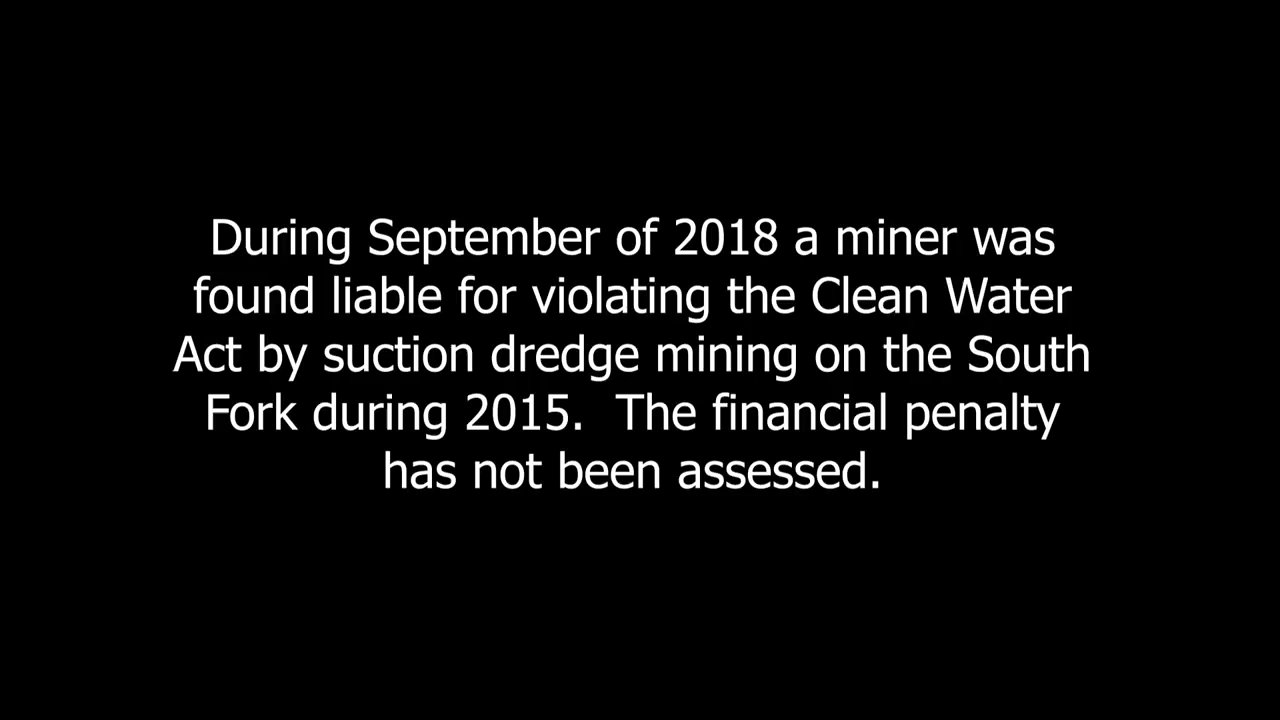 During September of 2018 a miner was
found liable for violating the Clean Water
Act by suction dredge mining on the South
Fork during 2015.  The financial penalty
has not been assessed.